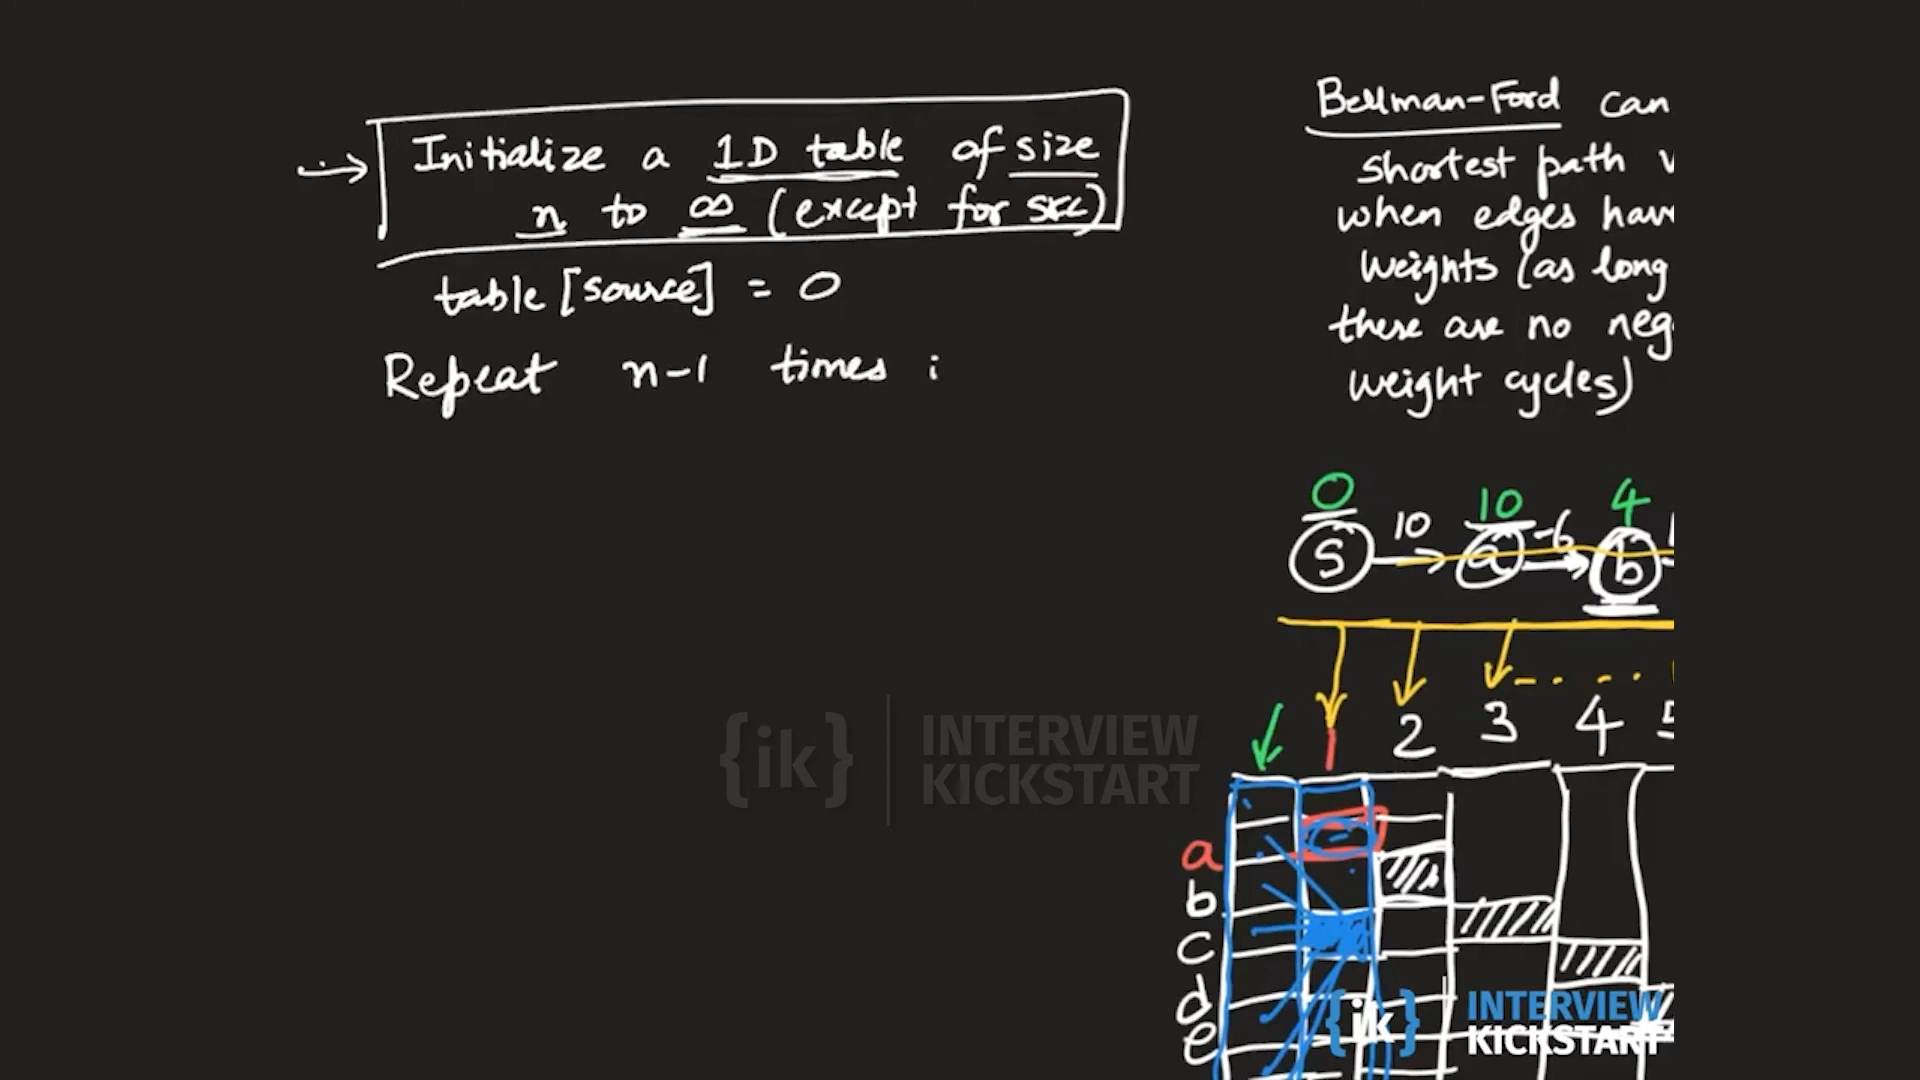 Initialize a 1D table of size
n to ∞ (except for src)
table [source] = 0
Repeat n-1 times :
Bellman-Ford can
shortest path
when edges have
weights (as long
there are no neg
weight cycles)
0 10 4
10 -6
S a b
1 2 3 4
a
b
c
d
e
{ik} INTERVIEW
KICKSTART
{ik} INTERVIEW
KICKSTART